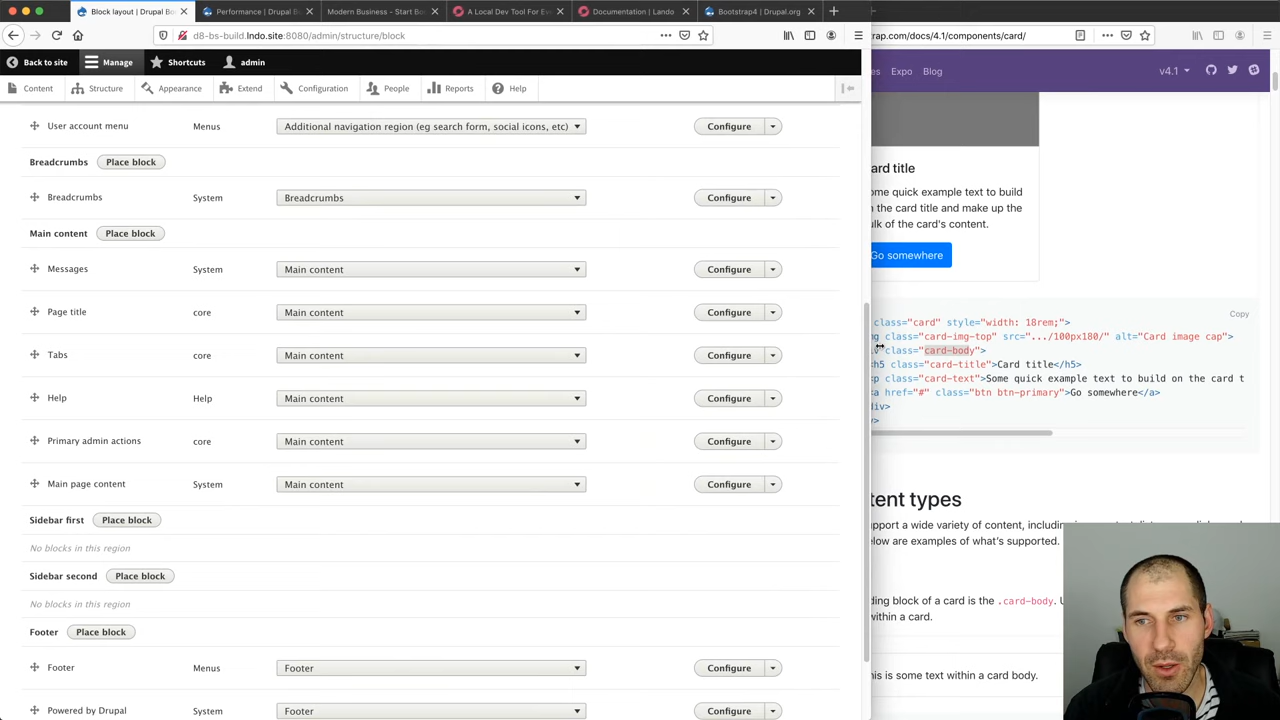 Block layout | Drupal Bo
Performance | Drupal B
Modern Business - Start Bo
A Local Dev Tool For Eve
Documentation | Lando
Bootstrap4 | Drupal.org
d8-bs-build.lndo.site:8080/admin/structure/block
Back to site
Manage
Shortcuts
admin
Content
Structure
Appearance
Extend
Configuration
People
Reports
Help
User account menu
Menus
Additional navigation region (eg search form, social icons, etc)
Configure
Breadcrumbs
Place block
Breadcrumbs
System
Breadcrumbs
Configure
Main content
Place block
Messages
System
Main content
Configure
Page title
core
Main content
Configure
Tabs
core
Main content
Configure
Help
Help
Main content
Configure
Primary admin actions
core
Main content
Configure
Main page content
System
Main content
Configure
Sidebar first
Place block
No blocks in this region
Sidebar second
Place block
No blocks in this region
Footer
Place block
Footer
Menus
Footer
Configure
Powered by Drupal
System
Footer
Configure
trap.com/docs/4.1/components/card/
es
Expo
Blog
v4.1
ard title
ome quick example text to build
n the card title and make up the
ulk of the card's content.
Go somewhere
Copy
class="card" style="width: 18rem;">
mg class="card-img-top" src=".../100px180/" alt="Card image cap">
iv class="card-body">
<h5 class="card-title">Card title</h5>
<p class="card-text">Some quick example text to build on the card t
<a href="#" class="btn btn-primary">Go somewhere</a>
div>
v>
tent types
support a wide variety of content, including
elow are examples of what's supported.
ding block of a card is the .card-body. U
within a card.
his is some text within a card body.